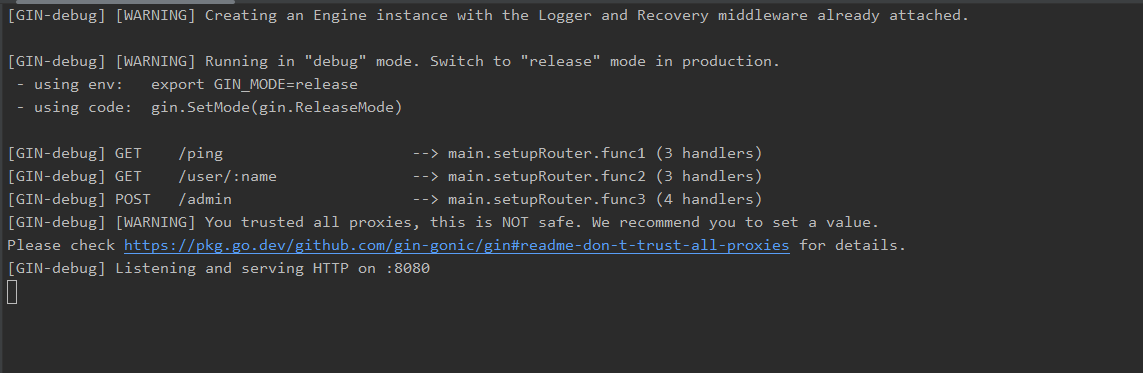 [GIN-debug] [WARNING] Creating an Engine instance with the Logger and Recovery middleware already attached.
[GIN-debug] [WARNING] Running in "debug" mode. Switch to "release" mode in production.
 - using env:   export GIN_MODE=release
 - using code:  gin.SetMode(gin.ReleaseMode)
[GIN-debug] GET    /ping                     --> main.setupRouter.func1 (3 handlers)
[GIN-debug] GET    /user/:name               --> main.setupRouter.func2 (3 handlers)
[GIN-debug] POST   /admin                    --> main.setupRouter.func3 (4 handlers)
[GIN-debug] [WARNING] You trusted all proxies, this is NOT safe. We recommend you to set a value.
Please check https://pkg.go.dev/github.com/gin-gonic/gin#readme-don-t-trust-all-proxies for details.
[GIN-debug] Listening and serving HTTP on :8080